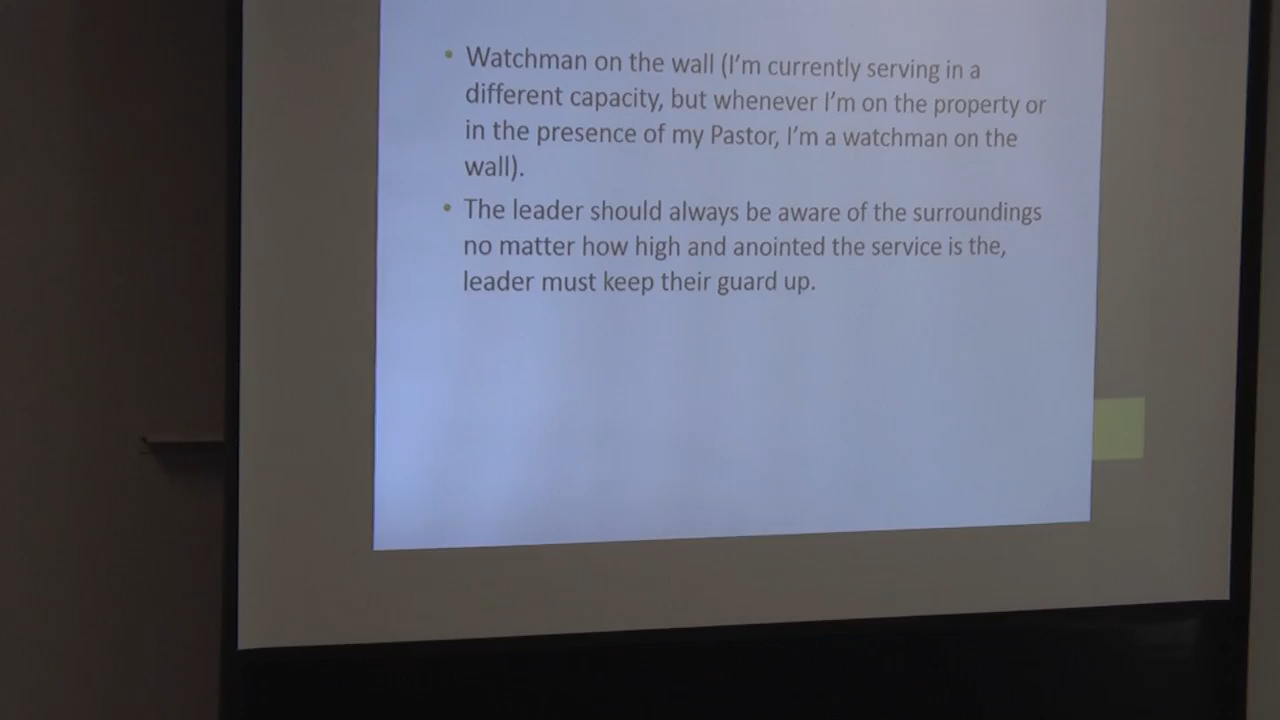 • Watchman on the wall (I'm currently serving in a
different capacity, but whenever I'm on the property or
in the presence of my Pastor, I'm a watchman on the
wall).
• The leader should always be aware of the surroundings
no matter how high and anointed the service is the,
leader must keep their guard up.